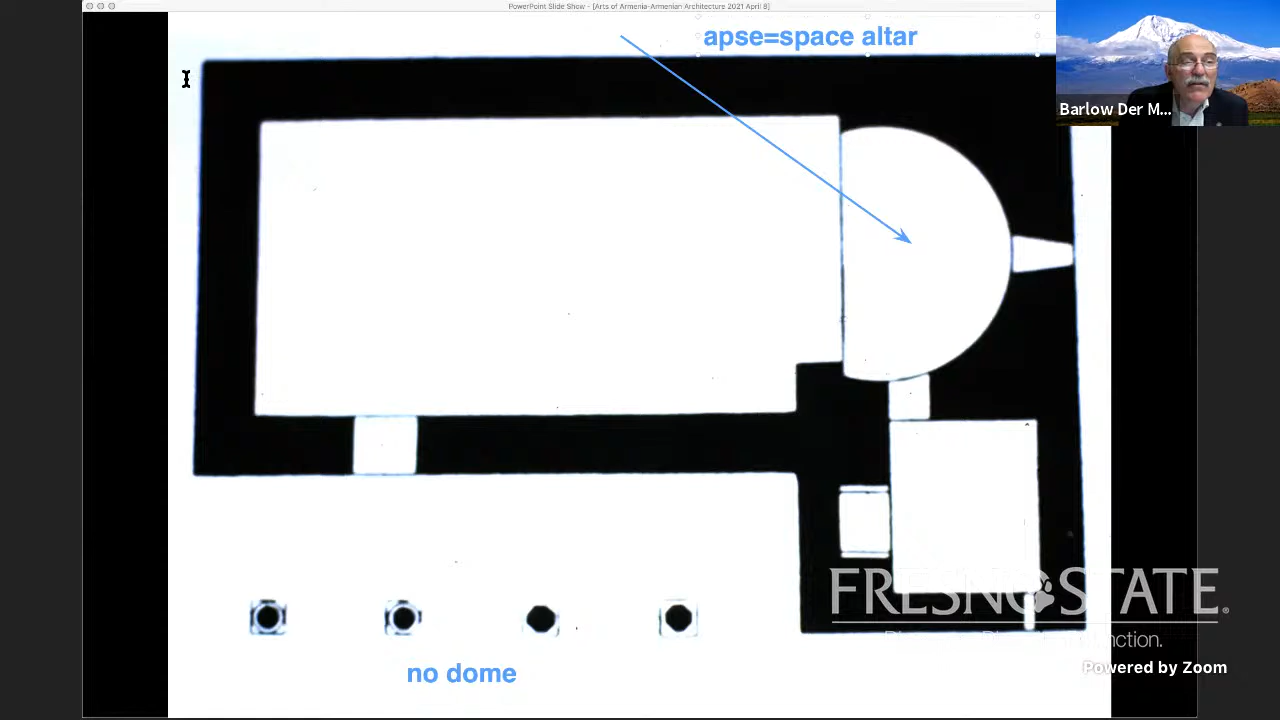 PowerPoint Slide Show - [Arts of Armenia-Armenian Architecture 2021 April 8]
apse=space altar
Barlow Der M...
no dome
FRESNO STATE®
Powered by Zoom